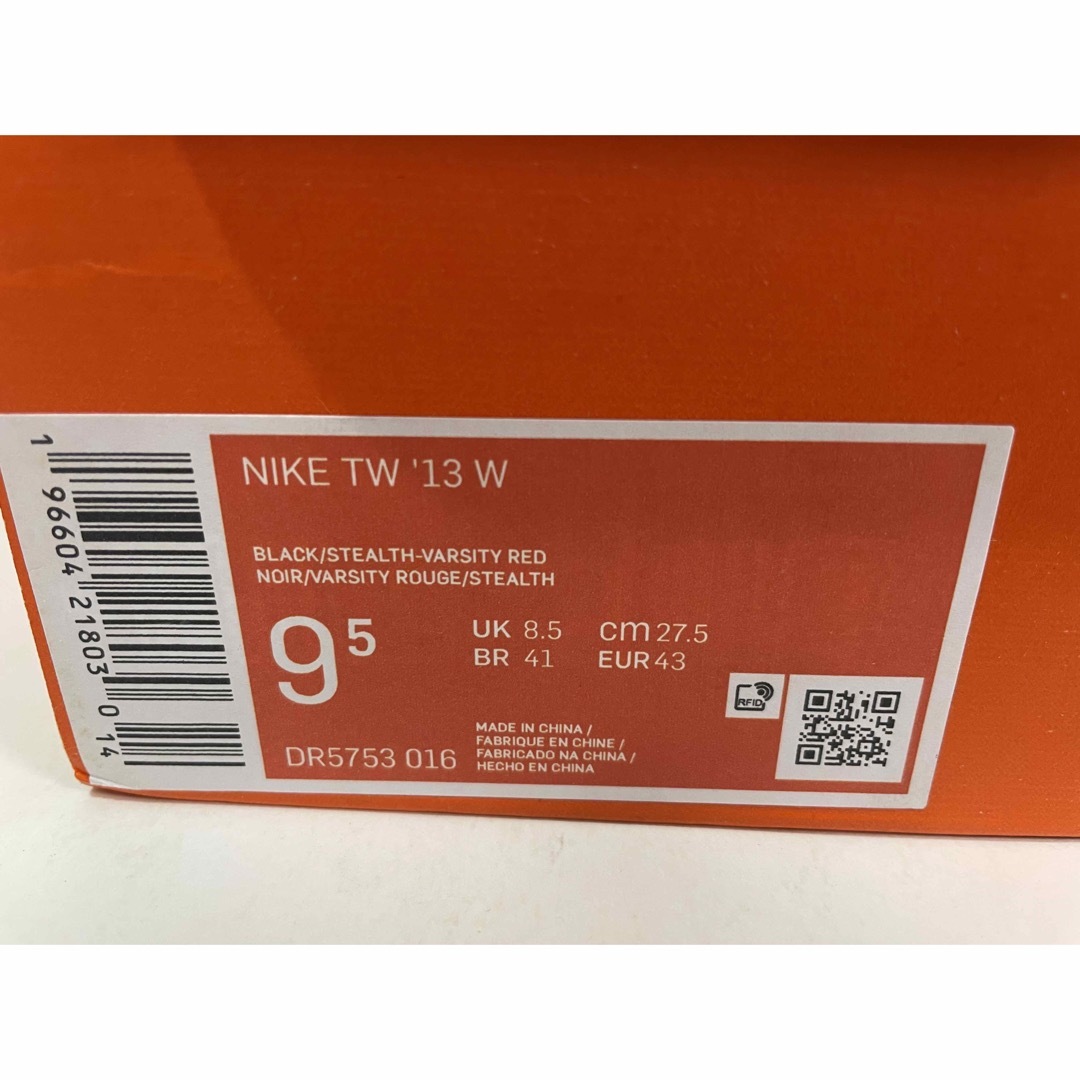 NIKE TW '13 W
BLACK/STEALTH-VARSITY RED
NOIR/VARSITY ROUGE/STEALTH
9 5
UK 8.5 cm 27.5
BR 41 EUR 43
RFID
DR5753 016
MADE IN CHINA /
FABRIQUE EN CHINE /
FABRICADO NA CHINA /
HECHO EN CHINA
1 96604 21803 0 14